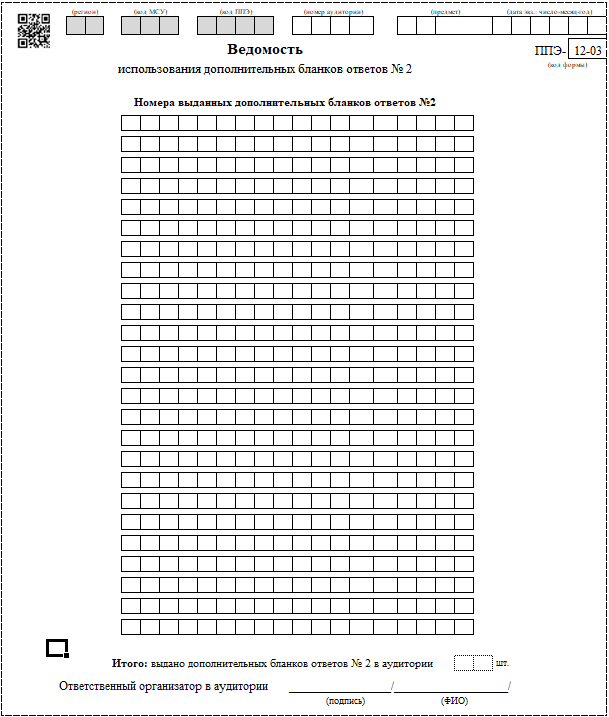 (регион) (код МСУ) (код ППЭ) (номер аудитории) (предмет) (дата экз.: число-месяц-год)
Ведомость ППЭ- 12-03
(код формы)
использования дополнительных бланков ответов № 2
Номера выданных дополнительных бланков ответов №2
Итого: выдано дополнительных бланков ответов № 2 в аудитории шт.
Ответственный организатор в аудитории / /
(подпись) (ФИО)